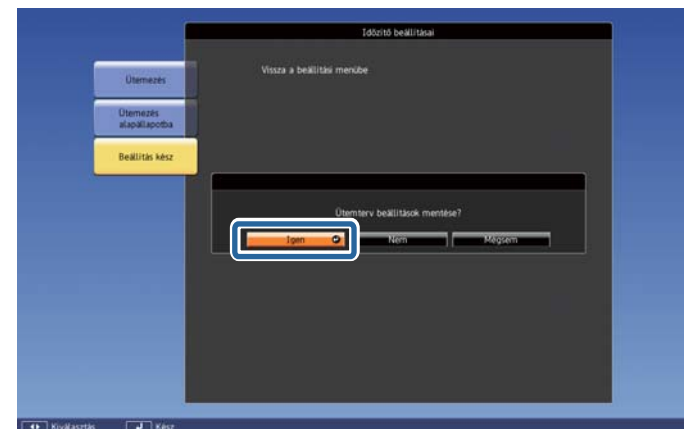 Időzítő beállításai
Vissza a beállítási menübe
Ütemezés
Ütemezés
alapállapotba
Beállítás kész
Ütemterv beállítások mentése?
Igen
Nem
Mégsem
Kiválasztás
Kész